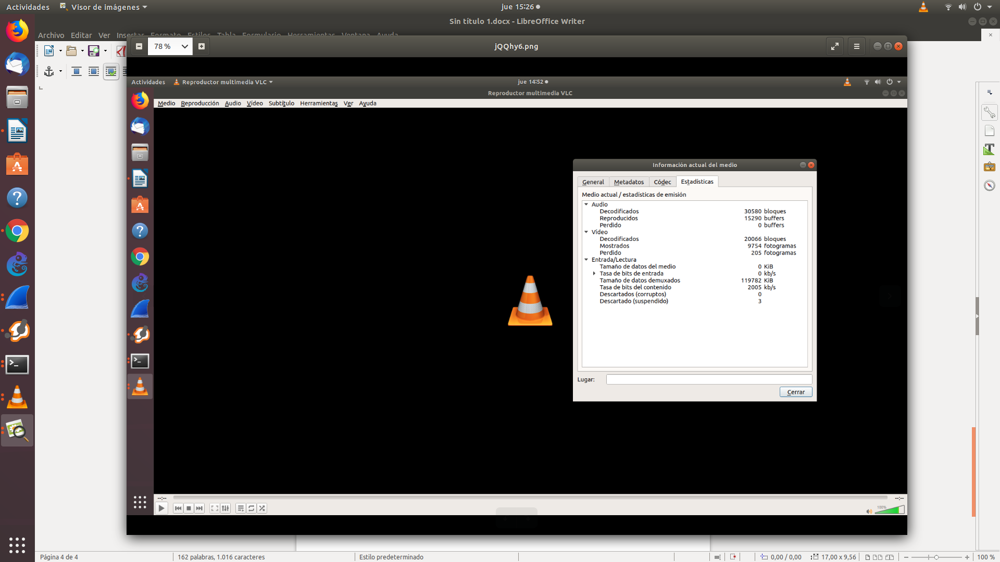 Actividades Visor de imágenes jue 15:26
Sin título 1.docx - LibreOffice Writer
Archivo Editar Ver Insertar Formato Estilos Tabla Formulario Herramientas Ventana Ayuda
78 % jQQhy6.png
Actividades Reproductor multimedia VLC jue 14:52
Reproductor multimedia VLC
Medio Reproducción Audio Vídeo Subtítulo Herramientas Ver Ayuda
Información actual del medio
General Metadatos Códec Estadísticas
Medio actual / estadísticas de emisión
Audio
Decodificados 30580 bloques
Reproducidos 15290 buffers
Perdido 0 buffers
Vídeo
Decodificados 20066 bloques
Mostrados 9754 fotogramas
Perdido 205 fotogramas
Entrada/Lectura
Tamaño de datos del medio 0 KiB
Tasa de bits de entrada 0 kb/s
Tamaño de datos demuxados 119782 KiB
Tasa de bits del contenido 2005 kb/s
Descartados (corruptos) 0
Descartado (suspendido) 3
Lugar:
Cerrar
--:-- --:--
100%
Página 4 de 4 162 palabras, 1.016 caracteres Estilo predeterminado 0,00 / 0,00 17,00 x 9,56 100 %